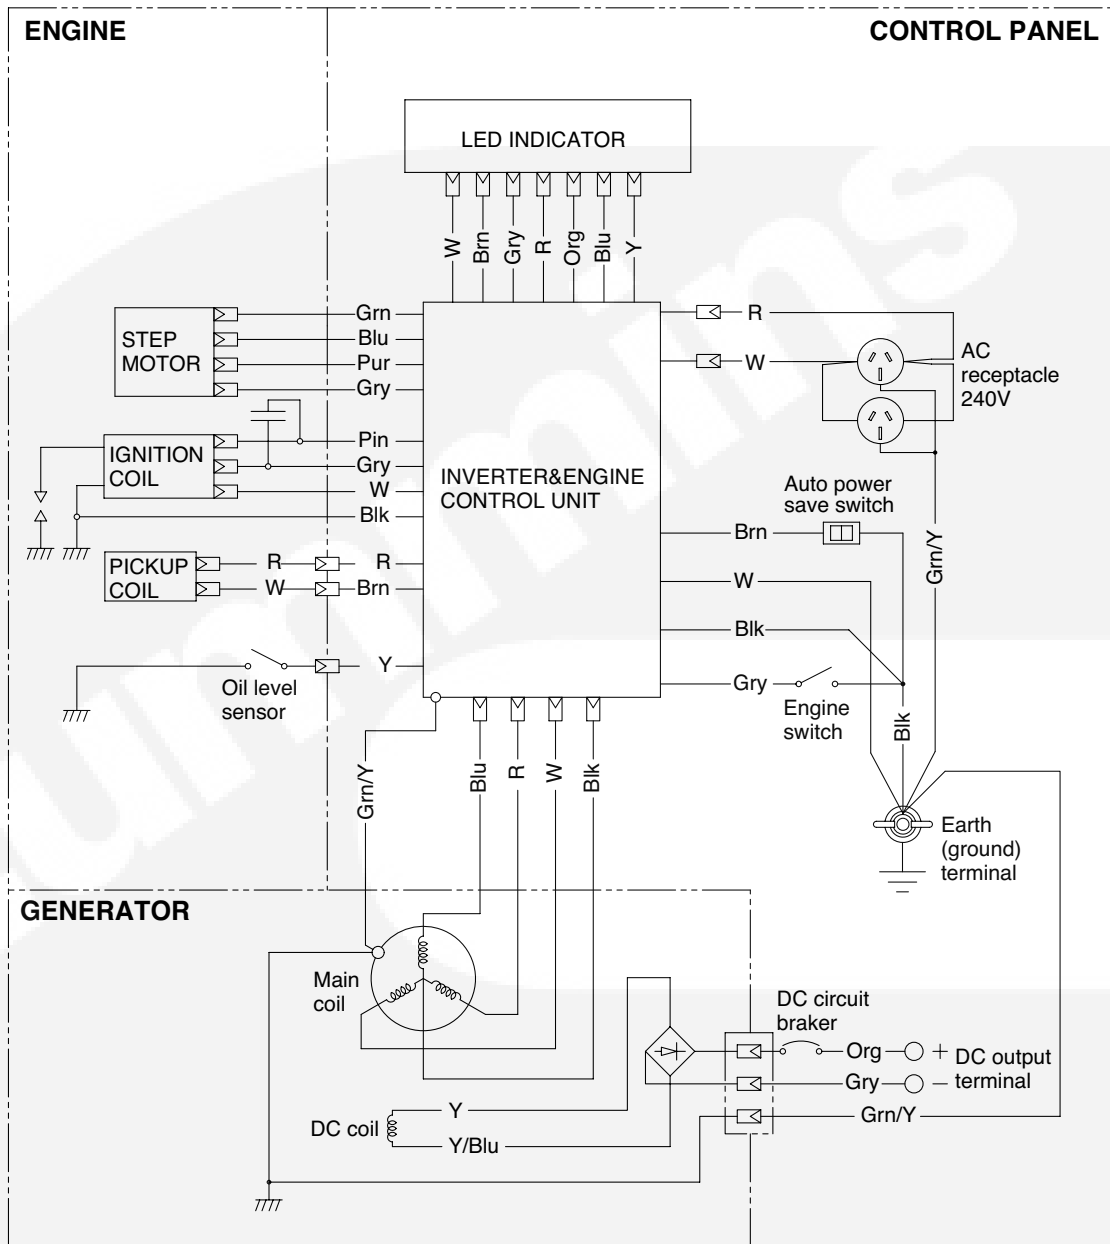 ENGINE
CONTROL PANEL
LED INDICATOR
W
Brn
Gry
R
Org
Blu
Y
STEP
MOTOR
Grn
Blu
Pur
Gry
IGNITION
COIL
Pin
Gry
W
Blk
PICKUP
COIL
R
W
R
Brn
Y
Oil level
sensor
INVERTER&ENGINE
CONTROL UNIT
R
W
AC
receptacle
240V
Auto power
save switch
Brn
W
Blk
Gry
Engine
switch
Grn/Y
Blk
Earth
(ground)
terminal
Grn/Y
Blu
R
W
Blk
GENERATOR
Main
coil
DC coil
Y
Y/Blu
DC circuit
braker
Org
+
DC output
terminal
Gry
−
Grn/Y
cummins